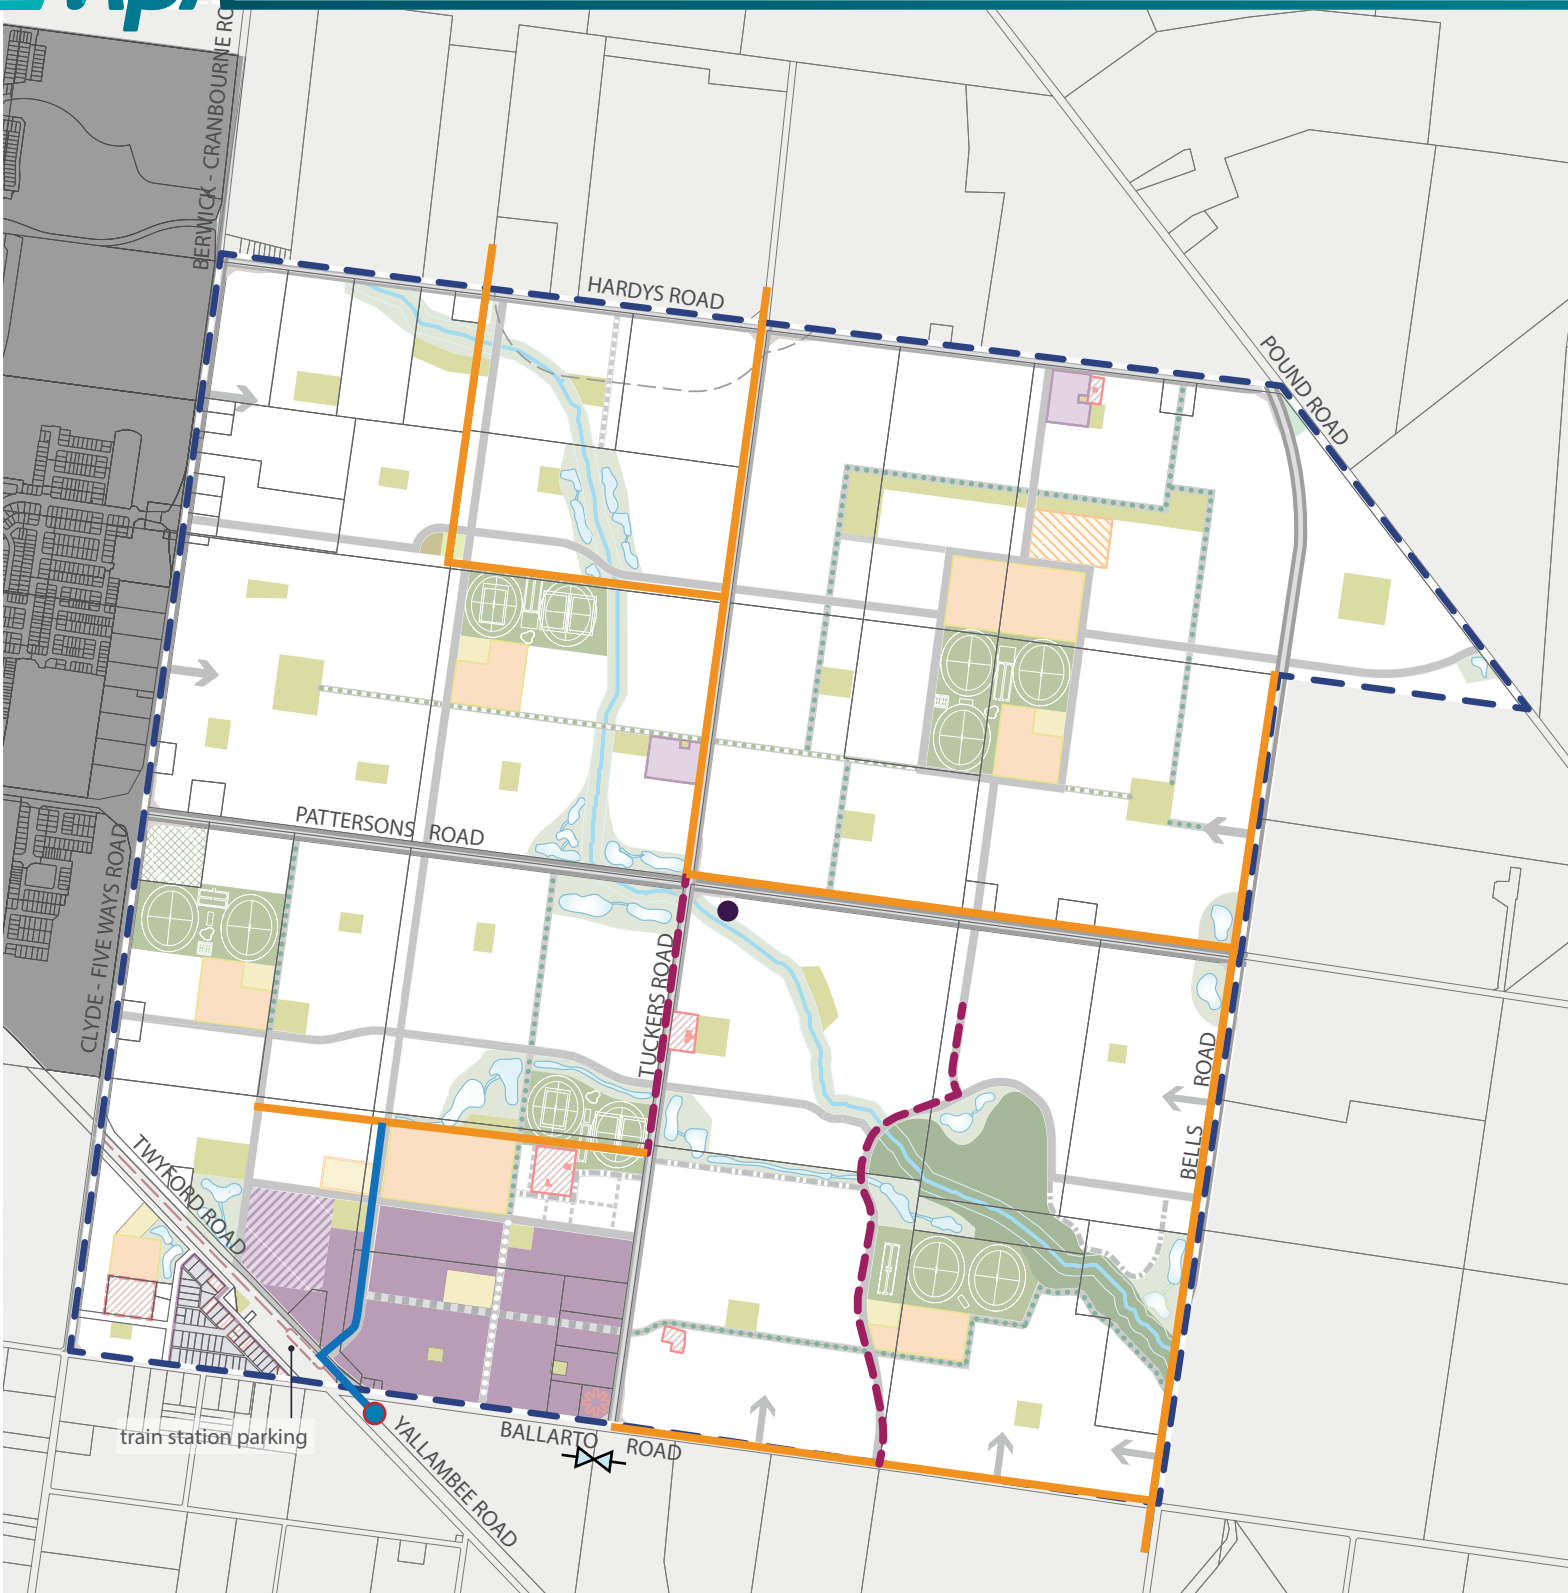 BERWICK - CRANBOURNE RO
HARDYS ROAD
POUND ROAD
PATTERSONS ROAD
CLYDE - FIVE WAYS ROAD
TUCKERS ROAD
BELLS ROAD
TWYFORD ROAD
train station parking
BALLARTO ROAD
YALLAMBEE ROAD